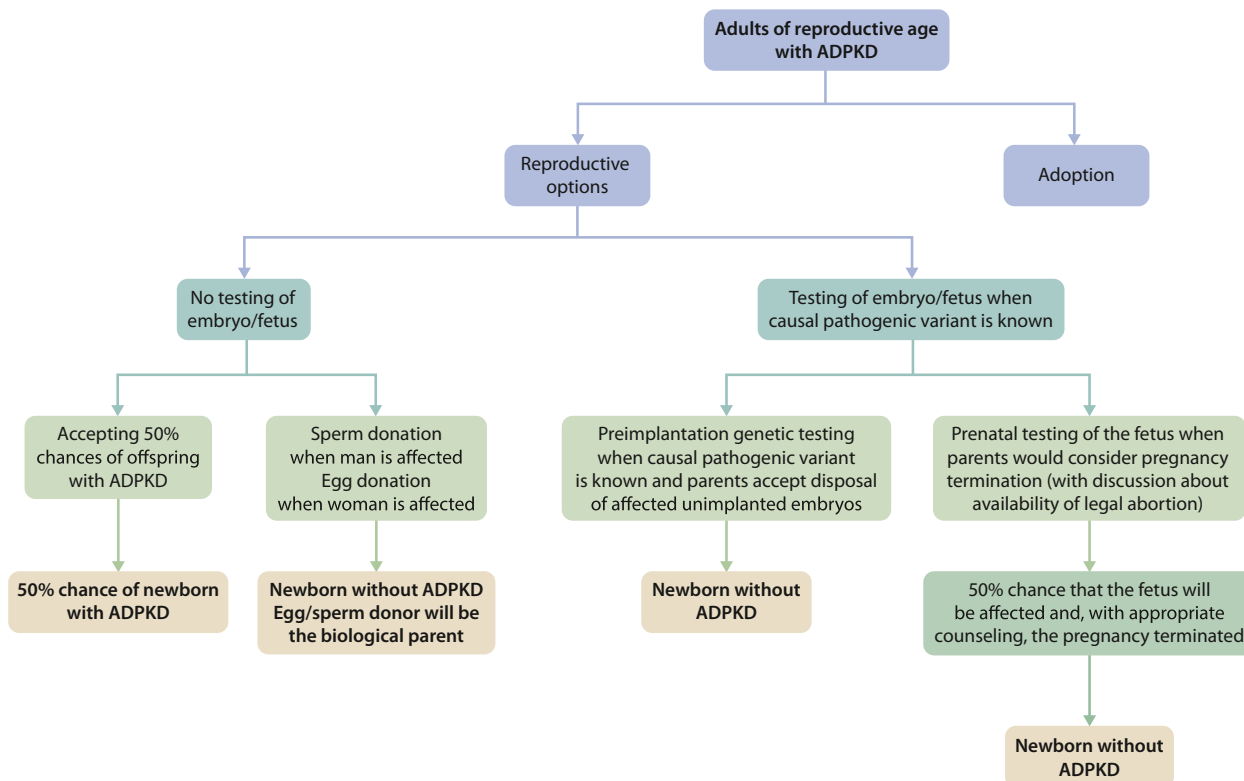 Adults of reproductive age
with ADPKD
Reproductive
options
Adoption
No testing of
embryo/fetus
Testing of embryo/fetus when
causal pathogenic variant is known
Accepting 50%
chances of offspring
with ADPKD
Sperm donation
when man is affected
Egg donation
when woman is affected
Preimplantation genetic testing
when causal pathogenic variant
is known and parents accept disposal
of affected unimplanted embryos
Prenatal testing of the fetus when
parents would consider pregnancy
termination (with discussion about
availability of legal abortion)
50% chance of newborn
with ADPKD
Newborn without ADPKD
Egg/sperm donor will be
the biological parent
Newborn without
ADPKD
50% chance that the fetus will
be affected and, with appropriate
counseling, the pregnancy terminated
Newborn without
ADPKD